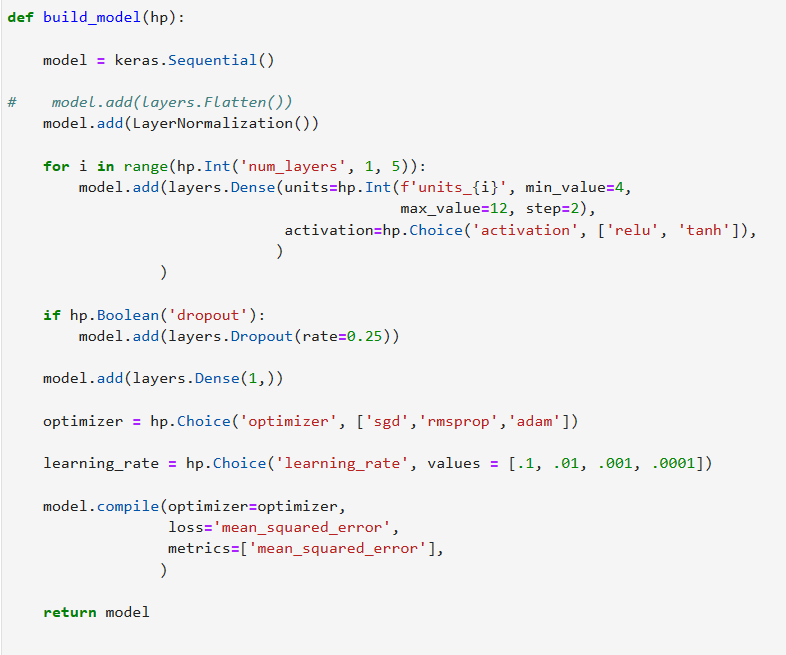 def build_model(hp):
    model = keras.Sequential()
#    model.add(layers.Flatten())
    model.add(LayerNormalization())
    for i in range(hp.Int('num_layers', 1, 5)):
        model.add(layers.Dense(units=hp.Int(f'units_{i}', min_value=4,
                                            max_value=12, step=2),
                               activation=hp.Choice('activation', ['relu', 'tanh']),
                              )
                 )
    if hp.Boolean('dropout'):
        model.add(layers.Dropout(rate=0.25))
    model.add(layers.Dense(1,))
    optimizer = hp.Choice('optimizer', ['sgd','rmsprop','adam'])
    learning_rate = hp.Choice('learning_rate', values = [.1, .01, .001, .0001])
    model.compile(optimizer=optimizer,
                  loss='mean_squared_error',
                  metrics=['mean_squared_error'],
                 )
    return model